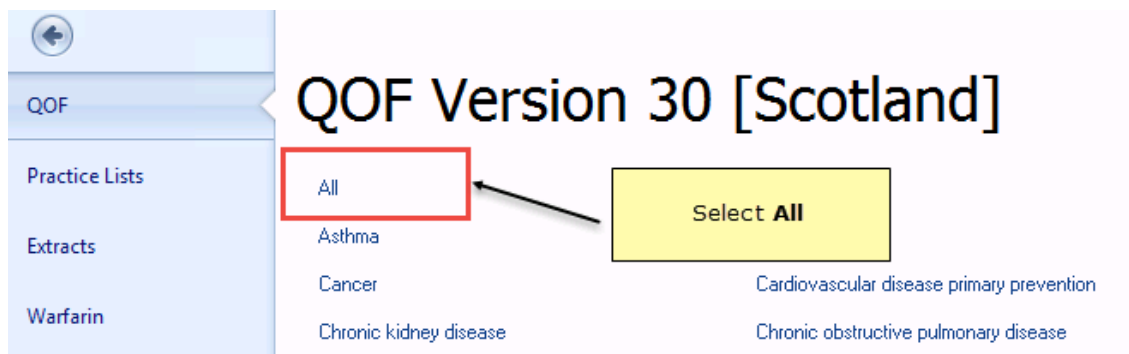 QOF
Practice Lists
Extracts
Warfarin
QOF Version 30 [Scotland]
All
Select All
Asthma
Cancer
Cardiovascular disease primary prevention
Chronic kidney disease
Chronic obstructive pulmonary disease